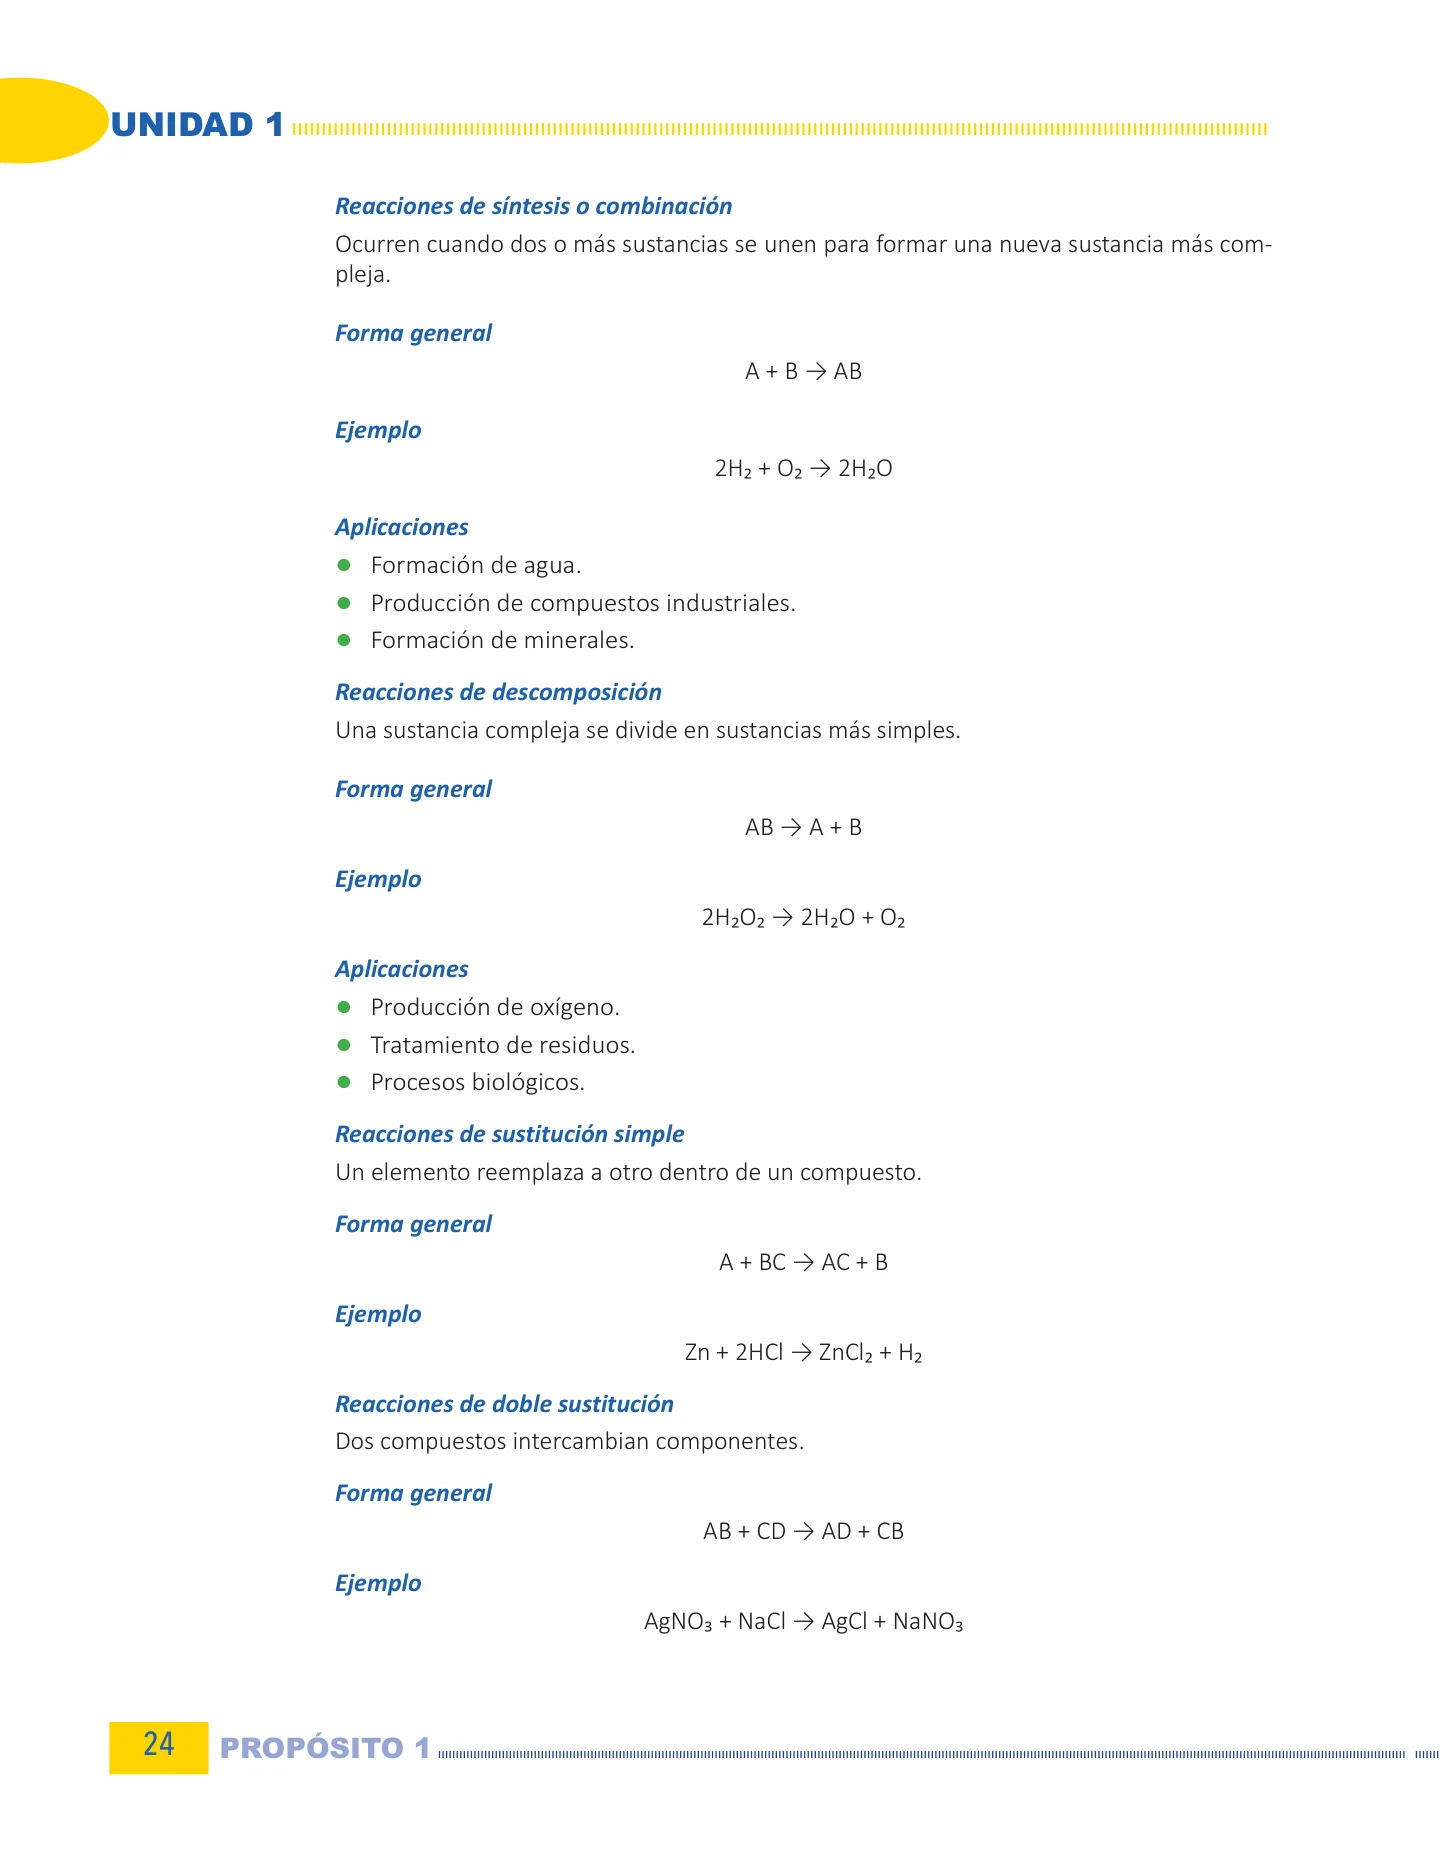 UNIDAD 1
Reacciones de síntesis o combinación
Ocurren cuando dos o más sustancias se unen para formar una nueva sustancia más com-
pleja.
Forma general
A + B → AB
Ejemplo
2H₂ + O₂ → 2H₂O
Aplicaciones
● Formación de agua.
● Producción de compuestos industriales.
● Formación de minerales.
Reacciones de descomposición
Una sustancia compleja se divide en sustancias más simples.
Forma general
AB → A + B
Ejemplo
2H₂O₂ → 2H₂O + O₂
Aplicaciones
● Producción de oxígeno.
● Tratamiento de residuos.
● Procesos biológicos.
Reacciones de sustitución simple
Un elemento reemplaza a otro dentro de un compuesto.
Forma general
A + BC → AC + B
Ejemplo
Zn + 2HCl → ZnCl₂ + H₂
Reacciones de doble sustitución
Dos compuestos intercambian componentes.
Forma general
AB + CD → AD + CB
Ejemplo
AgNO₃ + NaCl → AgCl + NaNO₃
24 PROPÓSITO 1